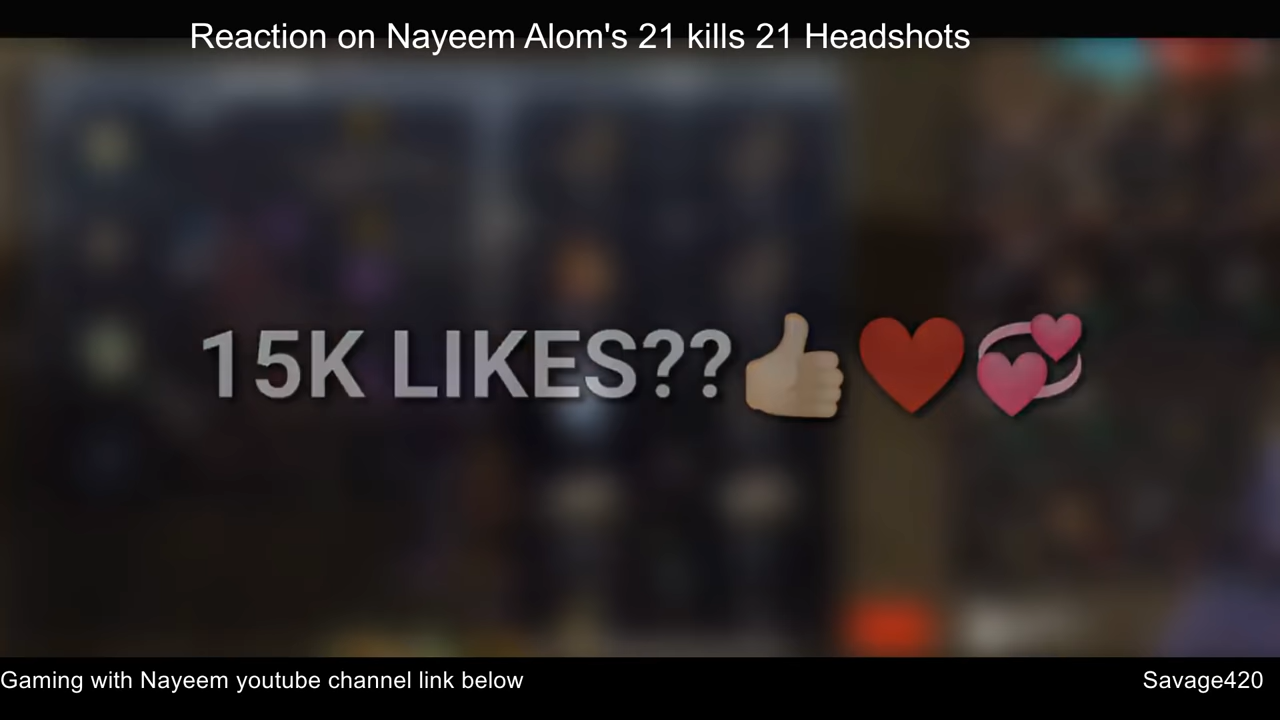 Reaction on Nayeem Alom's 21 kills 21 Headshots
15K LIKES??👍🏼❤️💞
Gaming with Nayeem youtube channel link below
Savage420